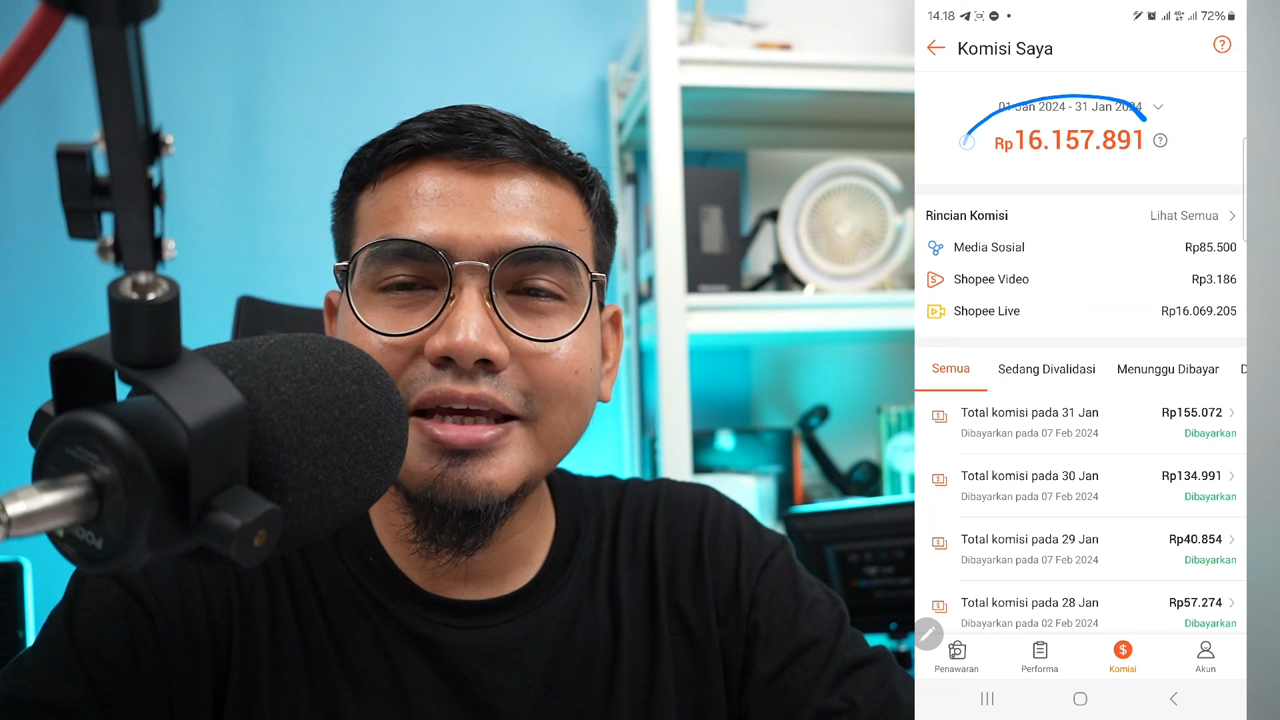 14.18 72%
Komisi Saya
01 Jan 2024 - 31 Jan 2024
Rp16.157.891
Rincian Komisi Lihat Semua
Media Sosial Rp85.500
Shopee Video Rp3.186
Shopee Live Rp16.069.205
Semua Sedang Divalidasi Menunggu Dibayar D
Total komisi pada 31 Jan Rp155.072
Dibayarkan pada 07 Feb 2024 Dibayarkan
Total komisi pada 30 Jan Rp134.991
Dibayarkan pada 07 Feb 2024 Dibayarkan
Total komisi pada 29 Jan Rp40.854
Dibayarkan pada 07 Feb 2024 Dibayarkan
Total komisi pada 28 Jan Rp57.274
Dibayarkan pada 02 Feb 2024 Dibayarkan
Penawaran Performa Komisi Akun